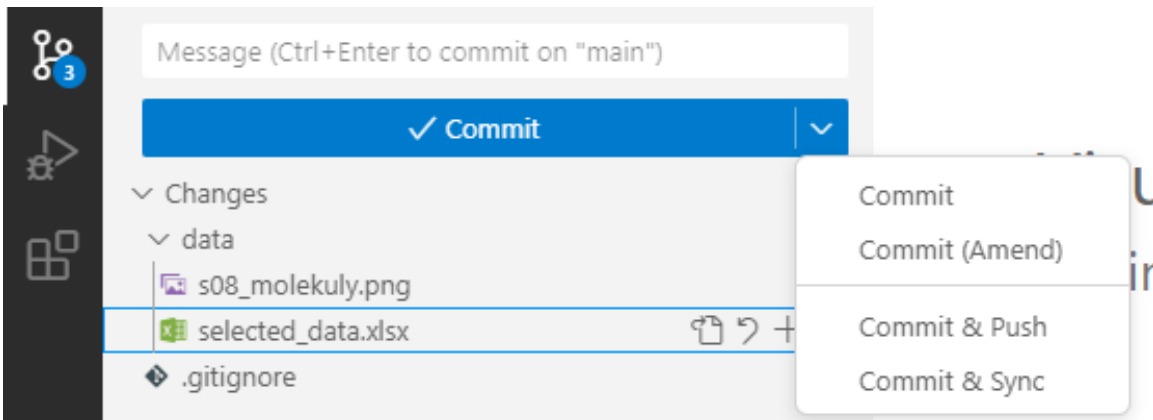 Message (Ctrl+Enter to commit on "main")
3
Commit
Changes
Commit
data
Commit (Amend)
s08_molekuly.png
selected_data.xlsx
Commit & Push
.gitignore
Commit & Sync